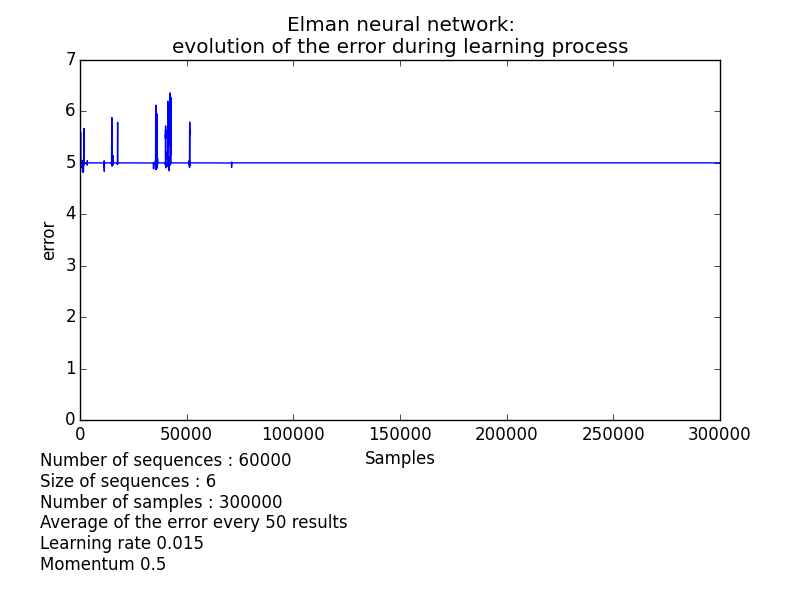 Elman neural network:
evolution of the error during learning process
7
6
5
4
3
2
1
0
error
0 50000 100000 150000 200000 250000 300000
Samples
Number of sequences : 60000
Size of sequences : 6
Number of samples : 300000
Average of the error every 50 results
Learning rate 0.015
Momentum 0.5